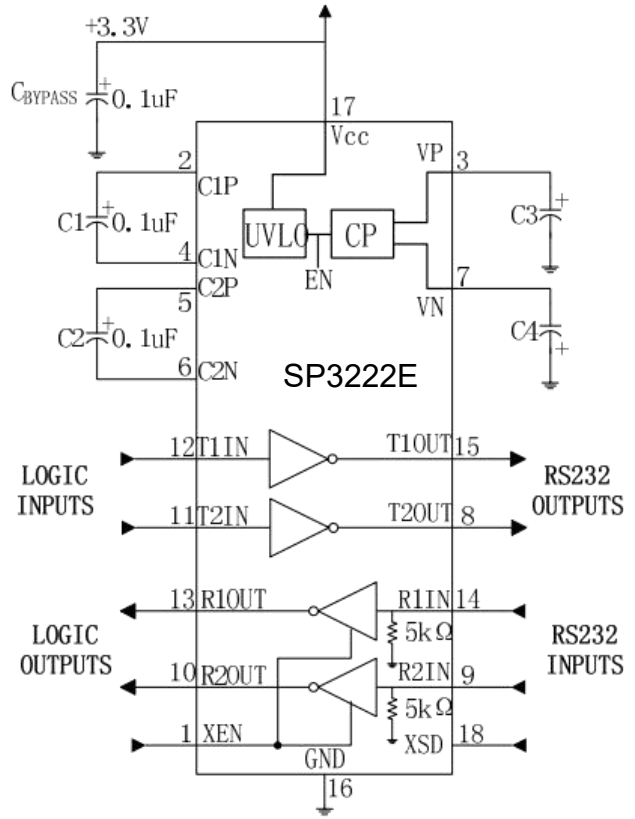 +3.3V
CBYPASS
+
0.1uF
17
Vcc
VP
3
2
C1P
C1
+
0.1uF
4
C1N
UVLO
CP
EN
C3
+
7
VN
C2P
5
C2
+
0.1uF
6
C2N
C4
+
SP3222E
LOGIC
INPUTS
12
T1IN
T1OUT
15
11
T2IN
T2OUT
8
RS232
OUTPUTS
LOGIC
OUTPUTS
13
R1OUT
R1IN
14
5kΩ
10
R2OUT
R2IN
9
5kΩ
RS232
INPUTS
1
XEN
GND
XSD
18
16